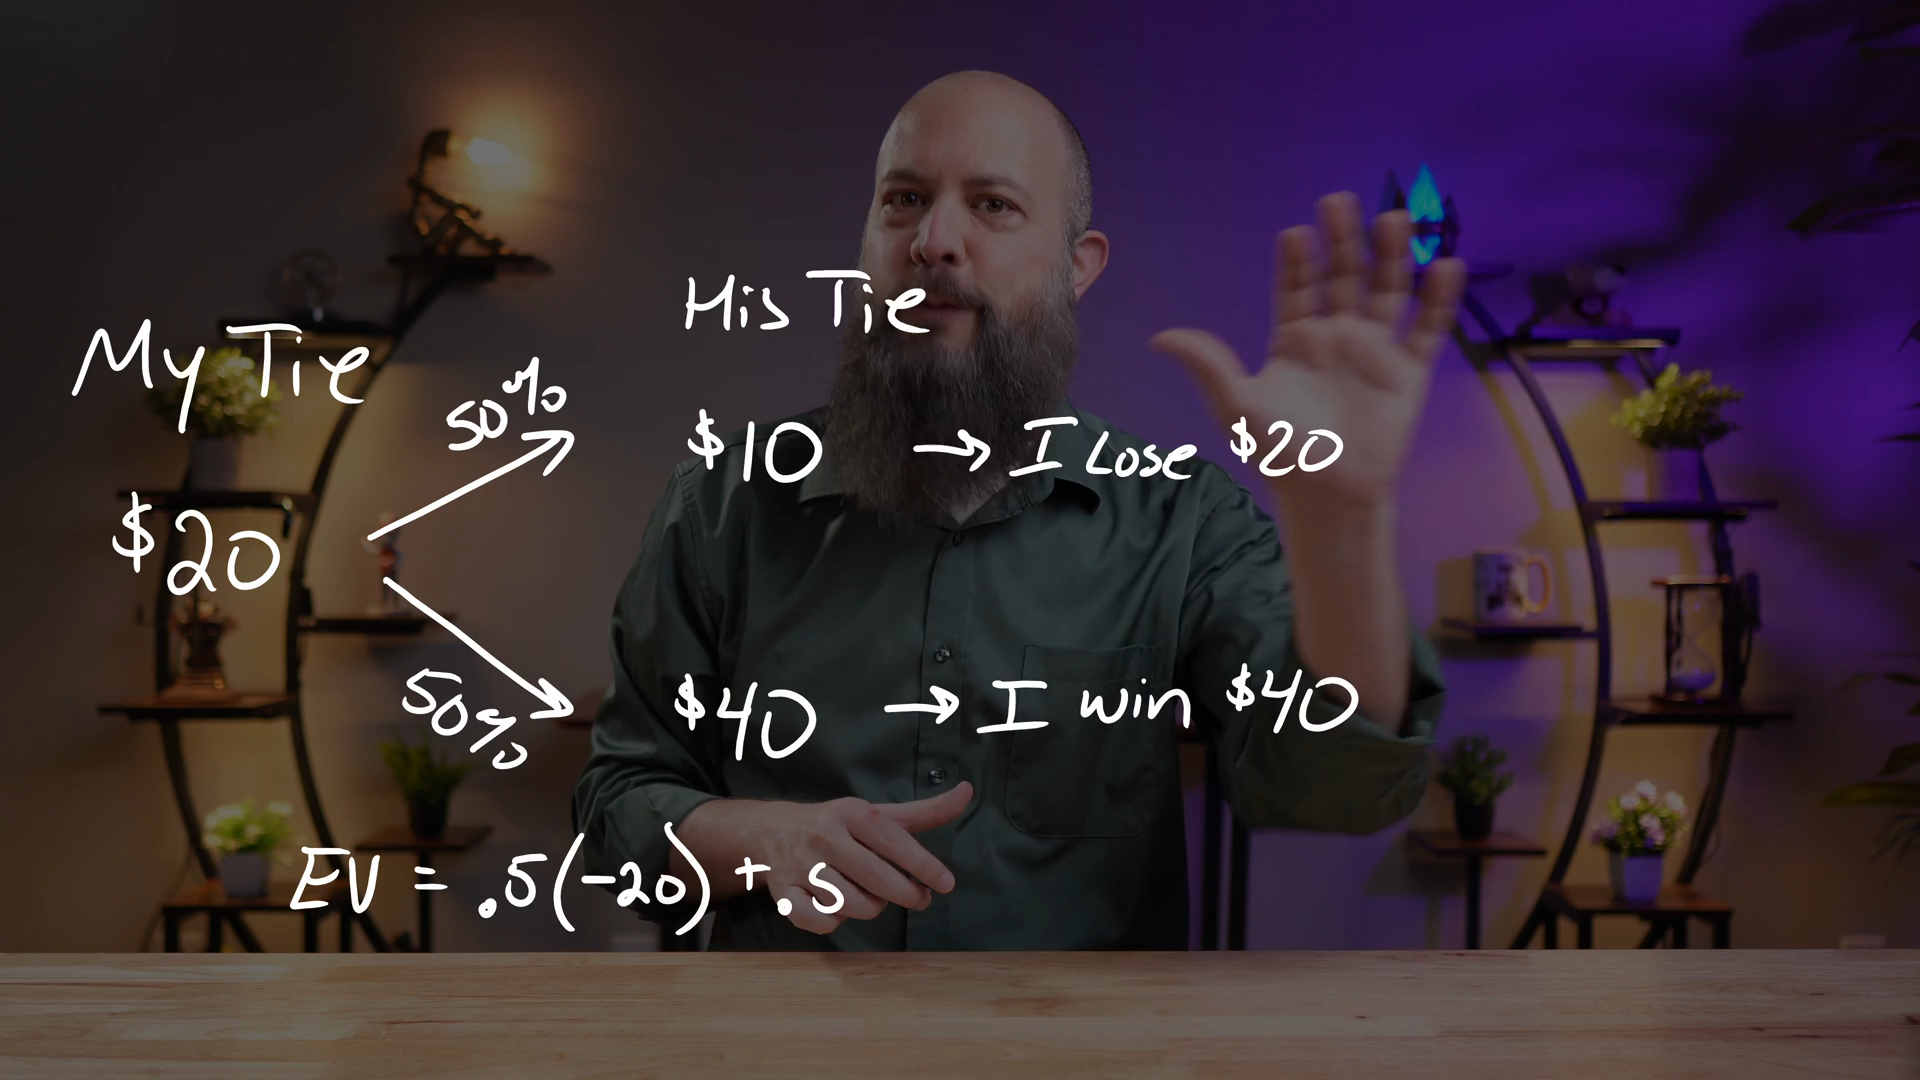 My Tie
$20
50%
50%
His Tie
$10 → I Lose $20
$40 → I win $40
EV = .5(-20) + .5